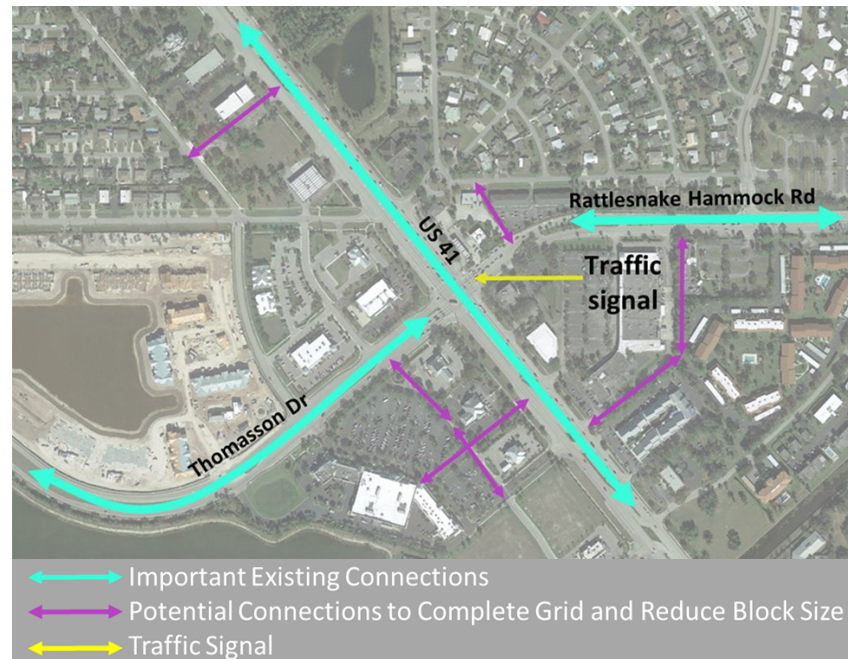 Rattlesnake Hammock Rd
US 41
Traffic
signal
Thomasson Dr
Important Existing Connections
Potential Connections to Complete Grid and Reduce Block Size
Traffic Signal